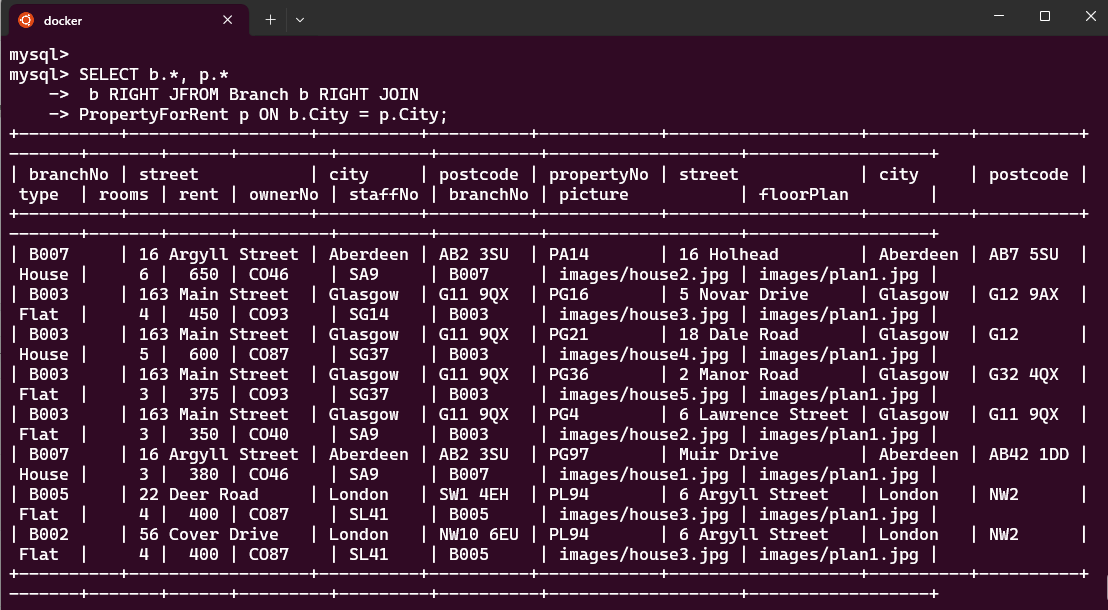 docker
mysql>
mysql> SELECT b.*, p.*
    -> b RIGHT JFROM Branch b RIGHT JOIN
    -> PropertyForRent p ON b.City = p.City;
+----------+------------------+----------+----------+------------+-------------------+----------+----------+
-------+-------+------+---------+---------+----------+-------------------+------------------+
| branchNo | street | city | postcode | propertyNo | street | city | postcode |
type | rooms | rent | ownerNo | staffNo | branchNo | picture | floorPlan |
+----------+------------------+----------+----------+------------+-------------------+----------+----------+
-------+-------+------+---------+---------+----------+-------------------+------------------+
| B007 | 16 Argyll Street | Aberdeen | AB2 3SU | PA14 | 16 Holhead | Aberdeen | AB7 5SU |
House | 6 | 650 | CO46 | SA9 | B007 | images/house2.jpg | images/plan1.jpg |
| B003 | 163 Main Street | Glasgow | G11 9QX | PG16 | 5 Novar Drive | Glasgow | G12 9AX |
Flat | 4 | 450 | CO93 | SG14 | B003 | images/house3.jpg | images/plan1.jpg |
| B003 | 163 Main Street | Glasgow | G11 9QX | PG21 | 18 Dale Road | Glasgow | G12 |
House | 5 | 600 | CO87 | SG37 | B003 | images/house4.jpg | images/plan1.jpg |
| B003 | 163 Main Street | Glasgow | G11 9QX | PG36 | 2 Manor Road | Glasgow | G32 4QX |
Flat | 3 | 375 | CO93 | SG37 | B003 | images/house5.jpg | images/plan1.jpg |
| B003 | 163 Main Street | Glasgow | G11 9QX | PG4 | 6 Lawrence Street | Glasgow | G11 9QX |
Flat | 3 | 350 | CO40 | SA9 | B003 | images/house2.jpg | images/plan1.jpg |
| B007 | 16 Argyll Street | Aberdeen | AB2 3SU | PG97 | Muir Drive | Aberdeen | AB42 1DD |
House | 3 | 380 | CO46 | SA9 | B007 | images/house1.jpg | images/plan1.jpg |
| B005 | 22 Deer Road | London | SW1 4EH | PL94 | 6 Argyll Street | London | NW2 |
Flat | 4 | 400 | CO87 | SL41 | B005 | images/house3.jpg | images/plan1.jpg |
| B002 | 56 Cover Drive | London | NW10 6EU | PL94 | 6 Argyll Street | London | NW2 |
Flat | 4 | 400 | CO87 | SL41 | B005 | images/house3.jpg | images/plan1.jpg |
+----------+------------------+----------+----------+------------+-------------------+----------+----------+
-------+-------+------+---------+---------+----------+-------------------+------------------+